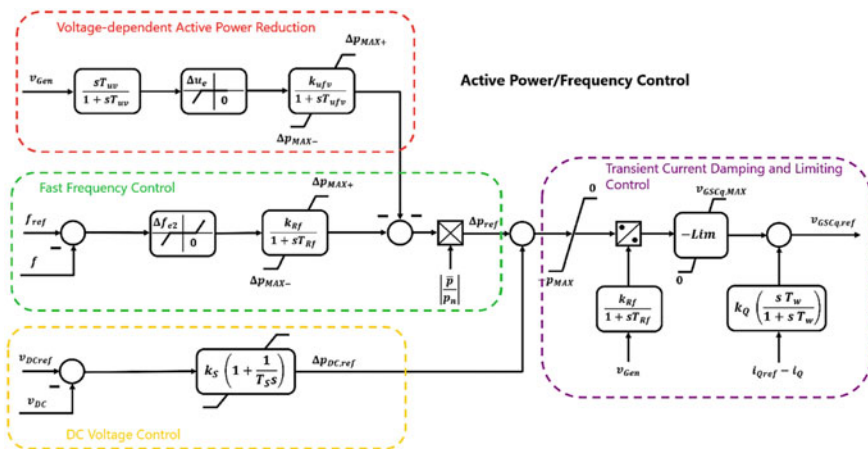 Voltage-dependent Active Power Reduction
Δp_MAX+
v_Gen
sT_uv / 1 + sT_uv
Δu_e
0
k_ufv / 1 + sT_ufv
Δp_MAX−
Active Power/Frequency Control
Fast Frequency Control
Δp_MAX+
f_ref
f
Δf_e2
0
k_Rf / 1 + sT_Rf
Δp_MAX−
Δp_ref
|p̅ / p_n|
Transient Current Damping and Limiting
Control
0
−p_MAX
v_GSCq,MAX
−Lim
0
v_GSCq,ref
k_Rf / 1 + sT_Rf
v_Gen
k_Q (s T_w / 1 + s T_w)
i_Qref − i_Q
v_DCref
v_DC
k_S (1 + 1 / T_S s)
Δp_DC,ref
DC Voltage Control